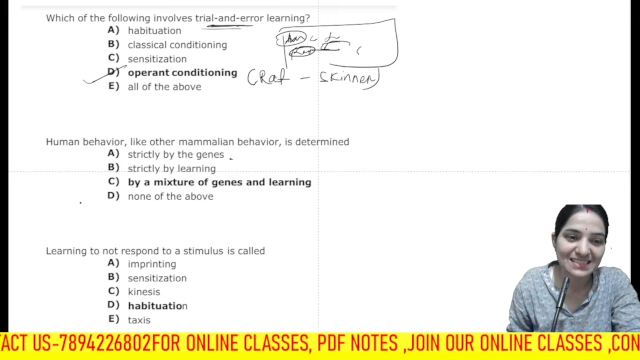 Which of the following involves trial-and-error learning?
A) habituation
B) classical conditioning
C) sensitization
D) operant conditioning
E) all of the above
(Rat - Skinner)
Human behavior, like other mammalian behavior, is determined
A) strictly by the genes
B) strictly by learning
C) by a mixture of genes and learning
D) none of the above
Learning to not respond to a stimulus is called
A) imprinting
B) sensitization
C) kinesis
D) habituation
E) taxis
TACT US-7894226802FOR ONLINE CLASSES, PDF NOTES ,JOIN OUR ONLINE CLASSES ,CON